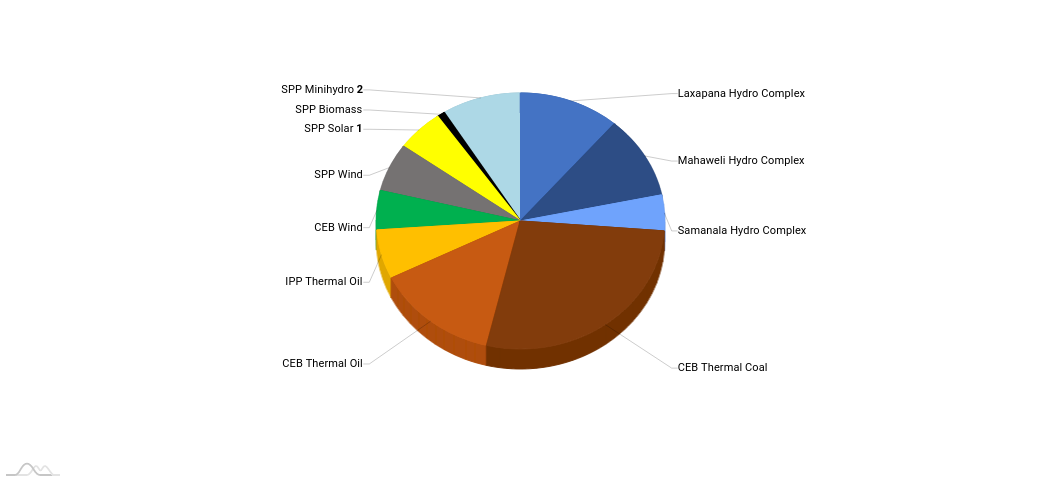 SPP Minihydro 2
SPP Biomass
SPP Solar 1
SPP Wind
CEB Wind
IPP Thermal Oil
CEB Thermal Oil
Laxapana Hydro Complex
Mahaweli Hydro Complex
Samanala Hydro Complex
CEB Thermal Coal